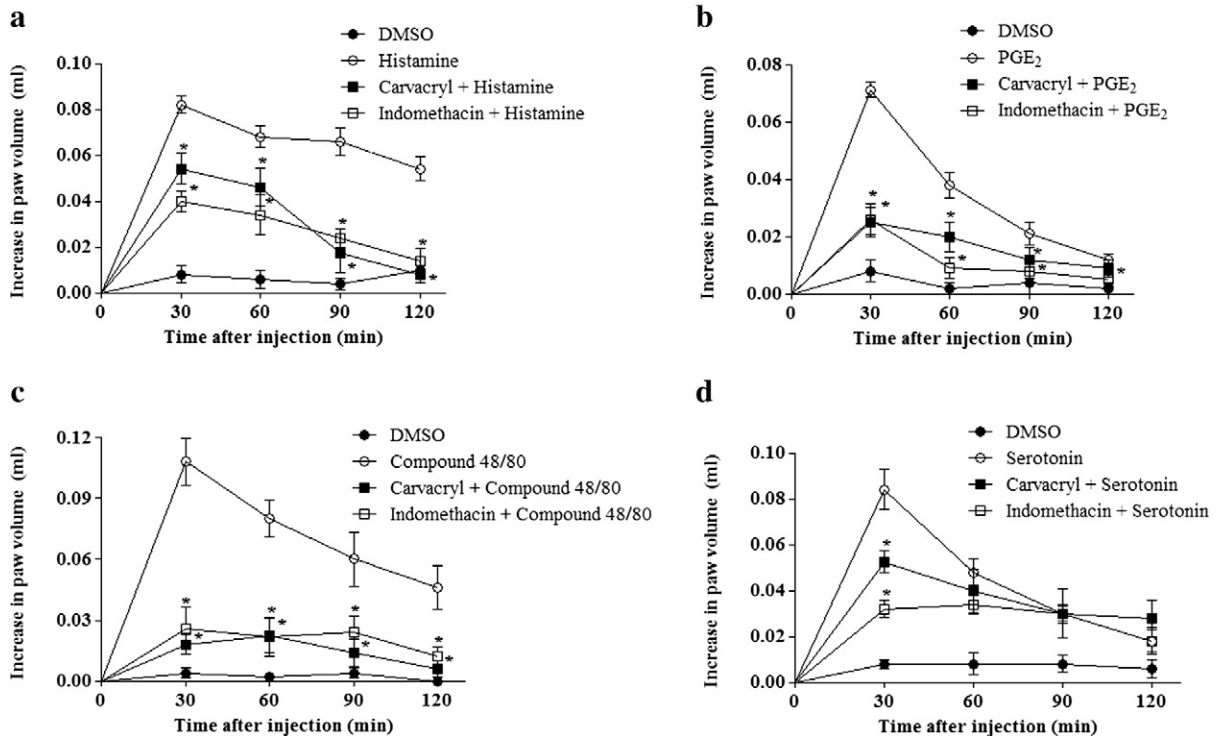 a
DMSO
Histamine
Carvacryl + Histamine
Indomethacin + Histamine
Increase in paw volume (ml)
0.10
0.08
0.06
0.04
0.02
0.00
* * * * * * * *
0 30 60 90 120
Time after injection (min)
b
DMSO
PGE₂
Carvacryl + PGE₂
Indomethacin + PGE₂
Increase in paw volume (ml)
0.08
0.06
0.04
0.02
0.00
* * * * * * *
0 30 60 90 120
Time after injection (min)
c
DMSO
Compound 48/80
Carvacryl + Compound 48/80
Indomethacin + Compound 48/80
Increase in paw volume (ml)
0.12
0.09
0.06
0.03
0.00
* * * * * * * *
0 30 60 90 120
Time after injection (min)
d
DMSO
Serotonin
Carvacryl + Serotonin
Indomethacin + Serotonin
Increase in paw volume (ml)
0.10
0.08
0.06
0.04
0.02
0.00
* *
0 30 60 90 120
Time after injection (min)